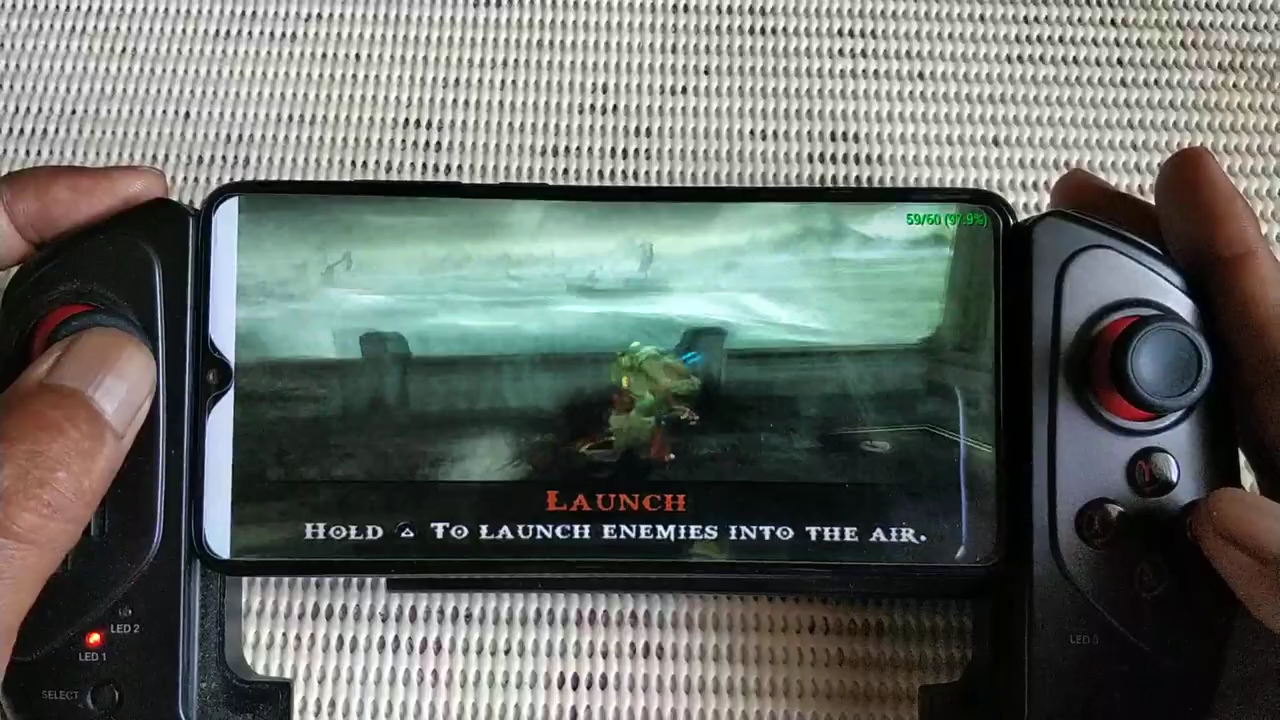 59/60 (97.9%)
LAUNCH
HOLD △ TO LAUNCH ENEMIES INTO THE AIR.
LED 2
LED 1
SELECT
Y
X
A